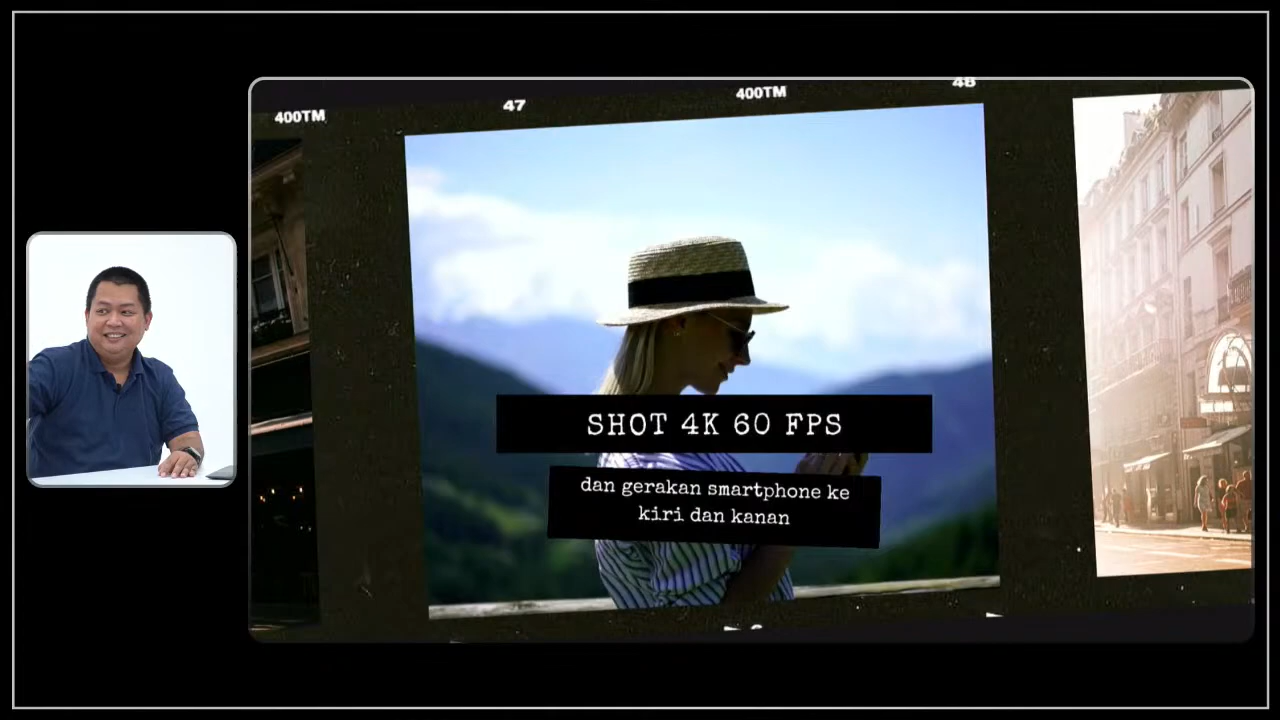 400TM
47
400TM
48
SHOT 4K 60 FPS
dan gerakan smartphone ke
kiri dan kanan